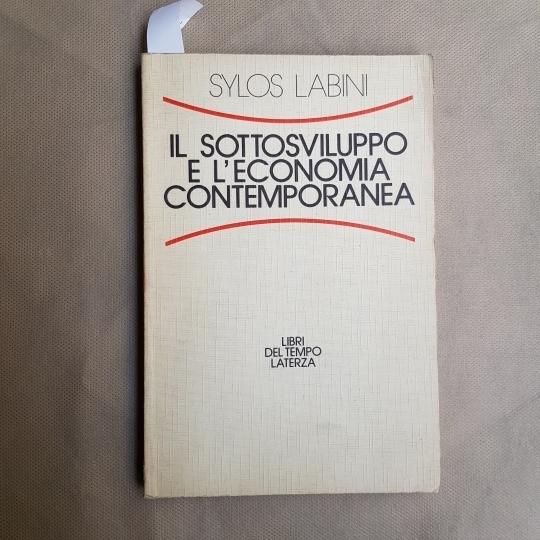 SYLOS LABINI
IL SOTTOSVILUPPO
E L'ECONOMIA
CONTEMPORANEA
LIBRI
DEL TEMPO
LATERZA